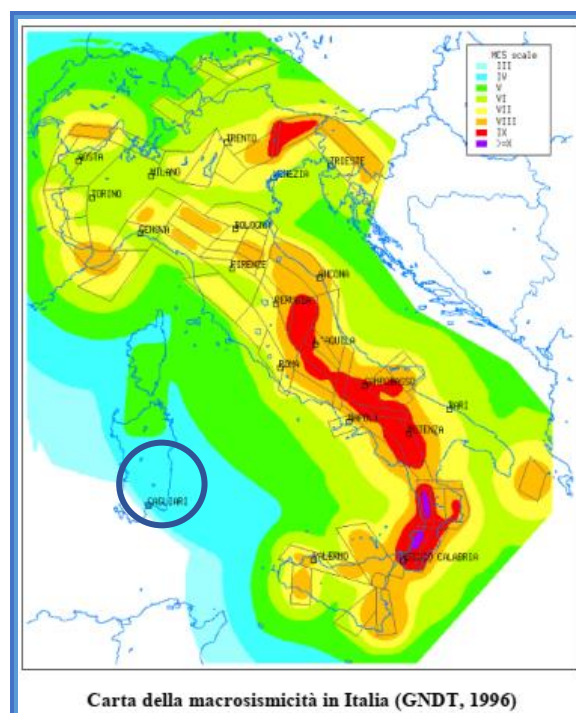 MCS scale
III
IV
V
VI
VII
VIII
IX
>=X
TRENTO
AOSTA
MILANO
TRIESTE
VENEZIA
TORINO
GENOVA
BOLOGNA
FIRENZE
ANCONA
PERUGIA
L'AQUILA
ROMA
CAMPOBASSO
BARI
NAPOLI
POTENZA
CAGLIARI
PALERMO
REGGIO CALABRIA
Carta della macrosismicità in Italia (GNDT, 1996)